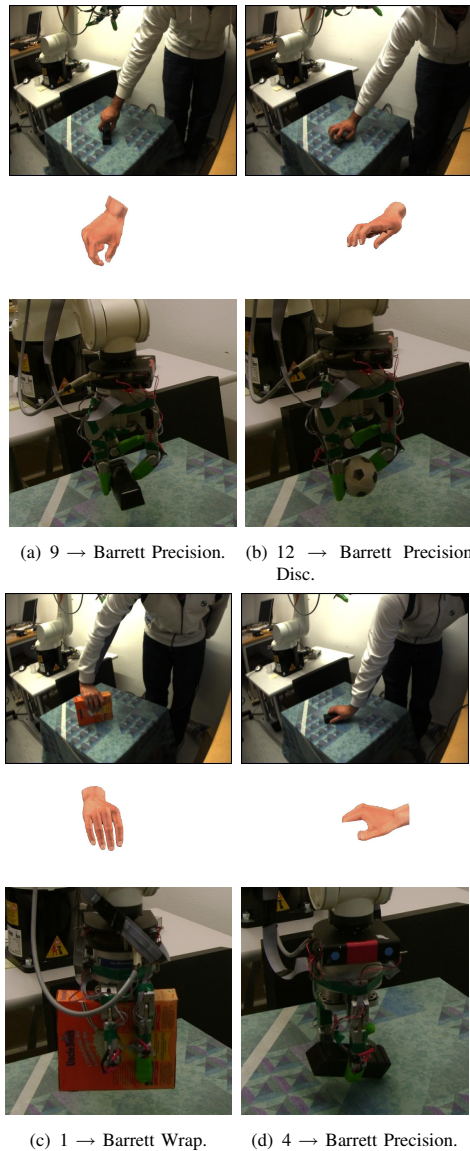 (a) 9 → Barrett Precision.
(b) 12 → Barrett Precision
Disc.
(c) 1 → Barrett Wrap.
(d) 4 → Barrett Precision.